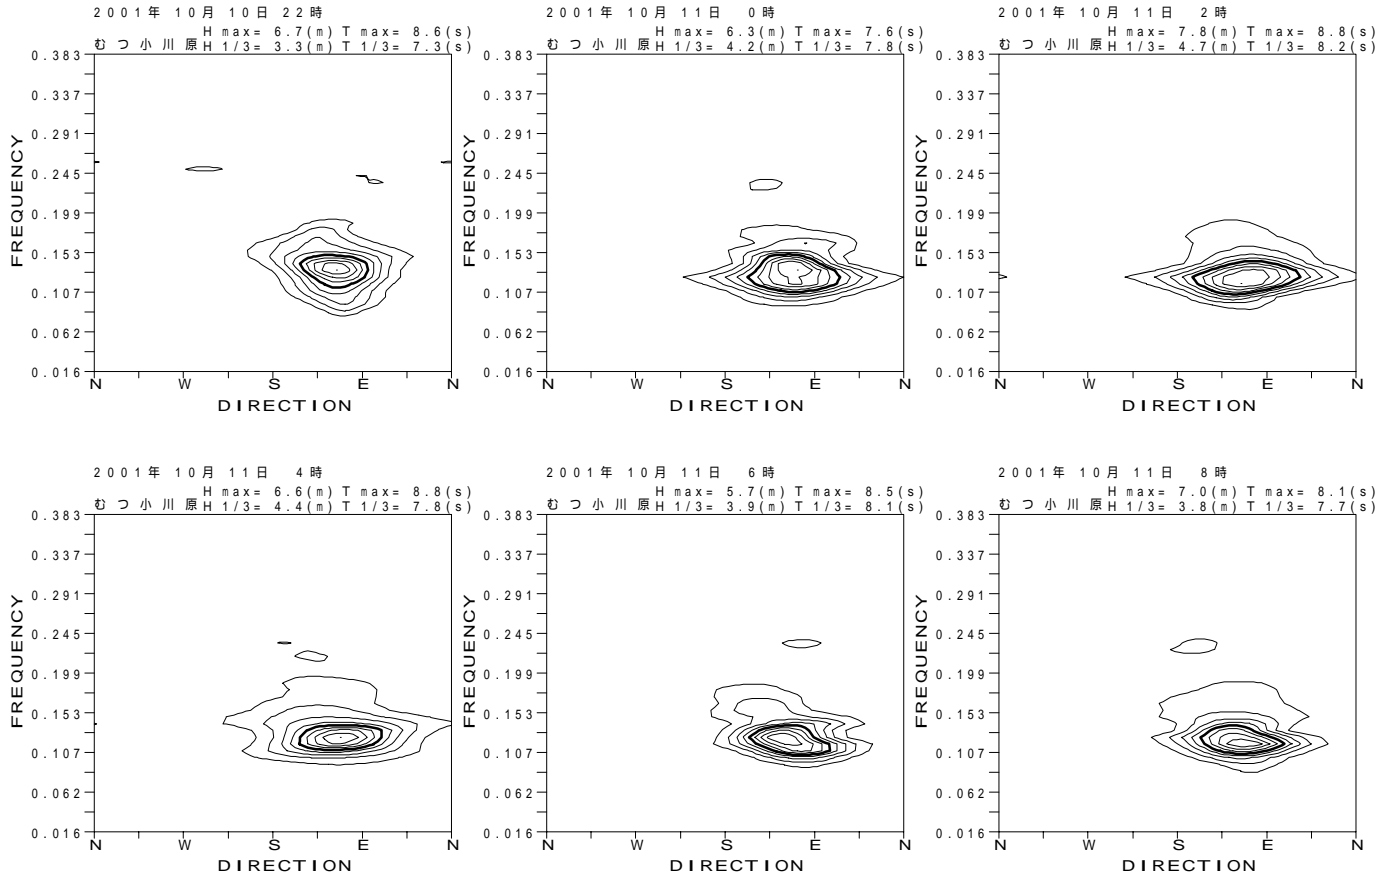 2001年 10月 10日 22時
H max= 6.7(m) T max= 8.6(s)
むつ小川原 H 1/3= 3.3(m) T 1/3= 7.3(s)
0.383
0.337
0.291
0.245
0.199
0.153
0.107
0.062
0.016
FREQUENCY
N W S E N
DIRECTION
2001年 10月 11日 0時
H max= 6.3(m) T max= 7.6(s)
むつ小川原 H 1/3= 4.2(m) T 1/3= 7.8(s)
0.383
0.337
0.291
0.245
0.199
0.153
0.107
0.062
0.016
FREQUENCY
N W S E N
DIRECTION
2001年 10月 11日 2時
H max= 7.8(m) T max= 8.8(s)
むつ小川原 H 1/3= 4.7(m) T 1/3= 8.2(s)
0.383
0.337
0.291
0.245
0.199
0.153
0.107
0.062
0.016
FREQUENCY
N W S E N
DIRECTION
2001年 10月 11日 4時
H max= 6.6(m) T max= 8.8(s)
むつ小川原 H 1/3= 4.4(m) T 1/3= 7.8(s)
0.383
0.337
0.291
0.245
0.199
0.153
0.107
0.062
0.016
FREQUENCY
N W S E N
DIRECTION
2001年 10月 11日 6時
H max= 5.7(m) T max= 8.5(s)
むつ小川原 H 1/3= 3.9(m) T 1/3= 8.1(s)
0.383
0.337
0.291
0.245
0.199
0.153
0.107
0.062
0.016
FREQUENCY
N W S E N
DIRECTION
2001年 10月 11日 8時
H max= 7.0(m) T max= 8.1(s)
むつ小川原 H 1/3= 3.8(m) T 1/3= 7.7(s)
0.383
0.337
0.291
0.245
0.199
0.153
0.107
0.062
0.016
FREQUENCY
N W S E N
DIRECTION